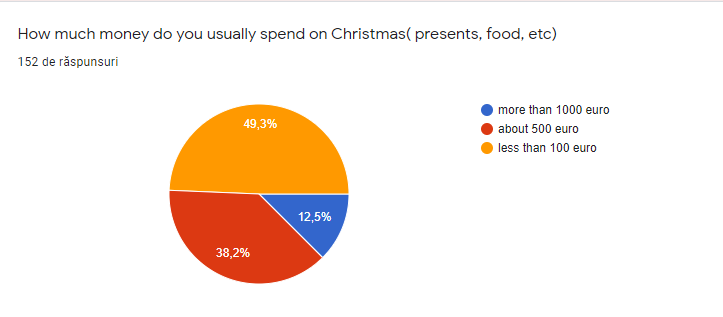 How much money do you usually spend on Christmas( presents, food, etc)
152 de răspunsuri
49,3%
12,5%
38,2%
more than 1000 euro
about 500 euro
less than 100 euro